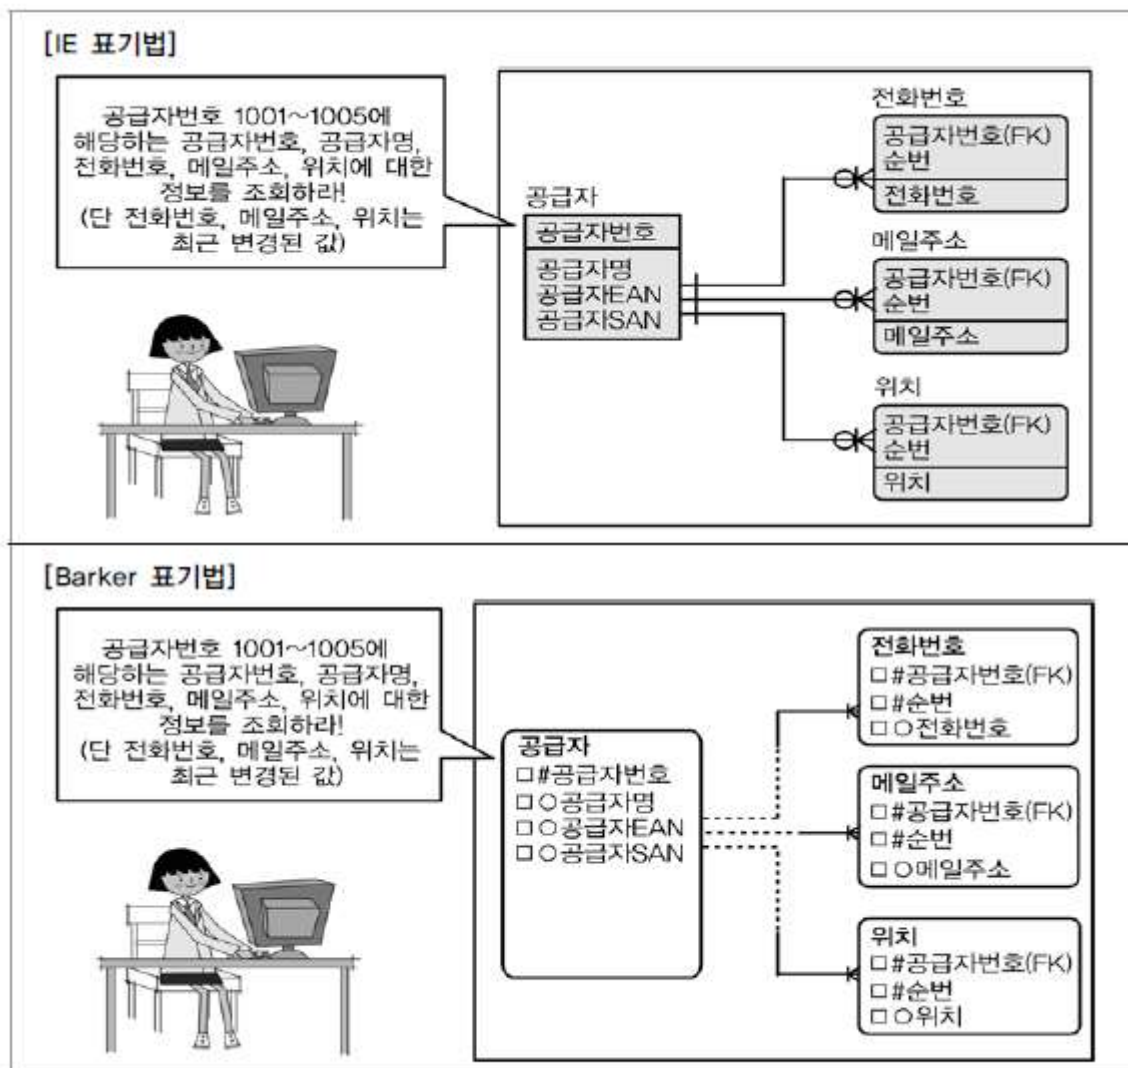 [IE 표기법]
공급자번호 1001~1005에
해당하는 공급자번호, 공급자명,
전화번호, 메일주소, 위치에 대한
정보를 조회하라!
(단 전화번호, 메일주소, 위치는
최근 변경된 값)
공급자
공급자번호
공급자명
공급자EAN
공급자SAN
전화번호
공급자번호(FK)
순번
전화번호
메일주소
공급자번호(FK)
순번
메일주소
위치
공급자번호(FK)
순번
위치
[Barker 표기법]
공급자번호 1001~1005에
해당하는 공급자번호, 공급자명,
전화번호, 메일주소, 위치에 대한
정보를 조회하라!
(단 전화번호, 메일주소, 위치는
최근 변경된 값)
공급자
□#공급자번호
□○공급자명
□○공급자EAN
□○공급자SAN
전화번호
□#공급자번호(FK)
□#순번
□○전화번호
메일주소
□#공급자번호(FK)
□#순번
□○메일주소
위치
□#공급자번호(FK)
□#순번
□○위치